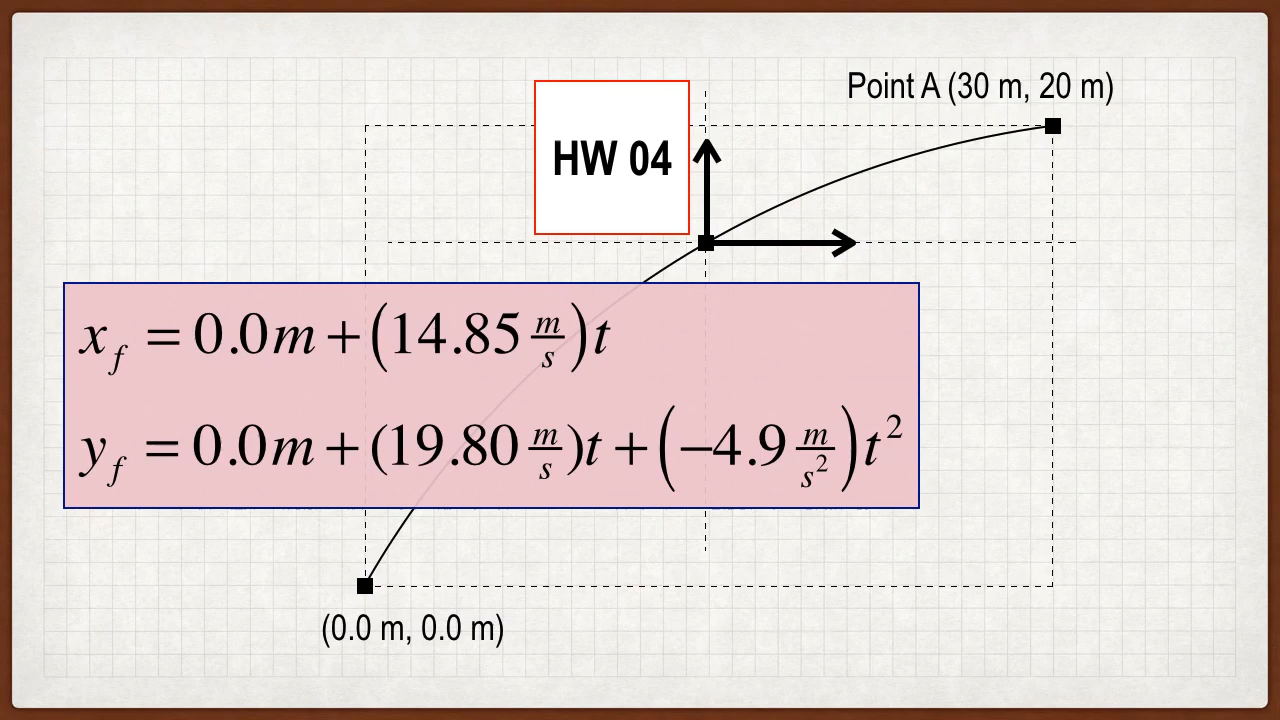 Point A (30 m, 20 m)
HW 04
x_f = 0.0m + (14.85 m/s)t
y_f = 0.0m + (19.80 m/s)t + (−4.9 m/s²)t²
(0.0 m, 0.0 m)